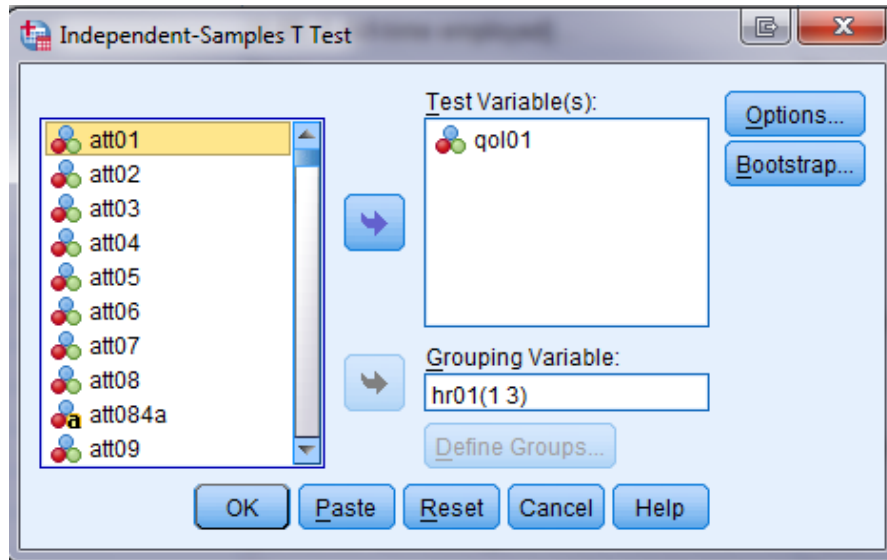 Independent-Samples T Test
att01
att02
att03
att04
att05
att06
att07
att08
a att084a
att09
Test Variable(s):
qol01
Grouping Variable:
hr01(1 3)
Define Groups...
Options...
Bootstrap...
OK Paste Reset Cancel Help